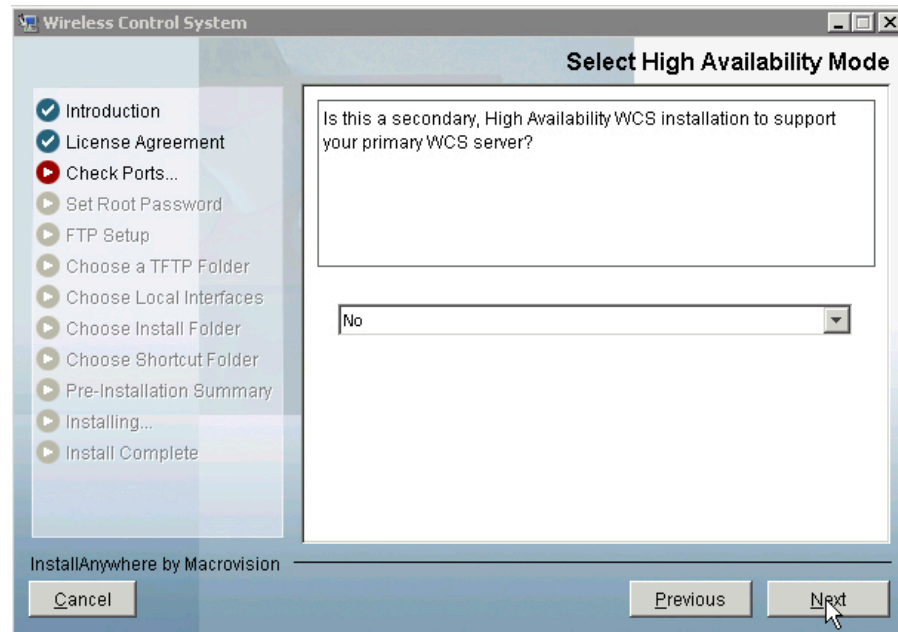 Wireless Control System
Select High Availability Mode
Introduction
License Agreement
Check Ports...
Set Root Password
FTP Setup
Choose a TFTP Folder
Choose Local Interfaces
Choose Install Folder
Choose Shortcut Folder
Pre-Installation Summary
Installing...
Install Complete
Is this a secondary, High Availability WCS installation to support
your primary WCS server?
No
InstallAnywhere by Macrovision
Cancel
Previous
Next